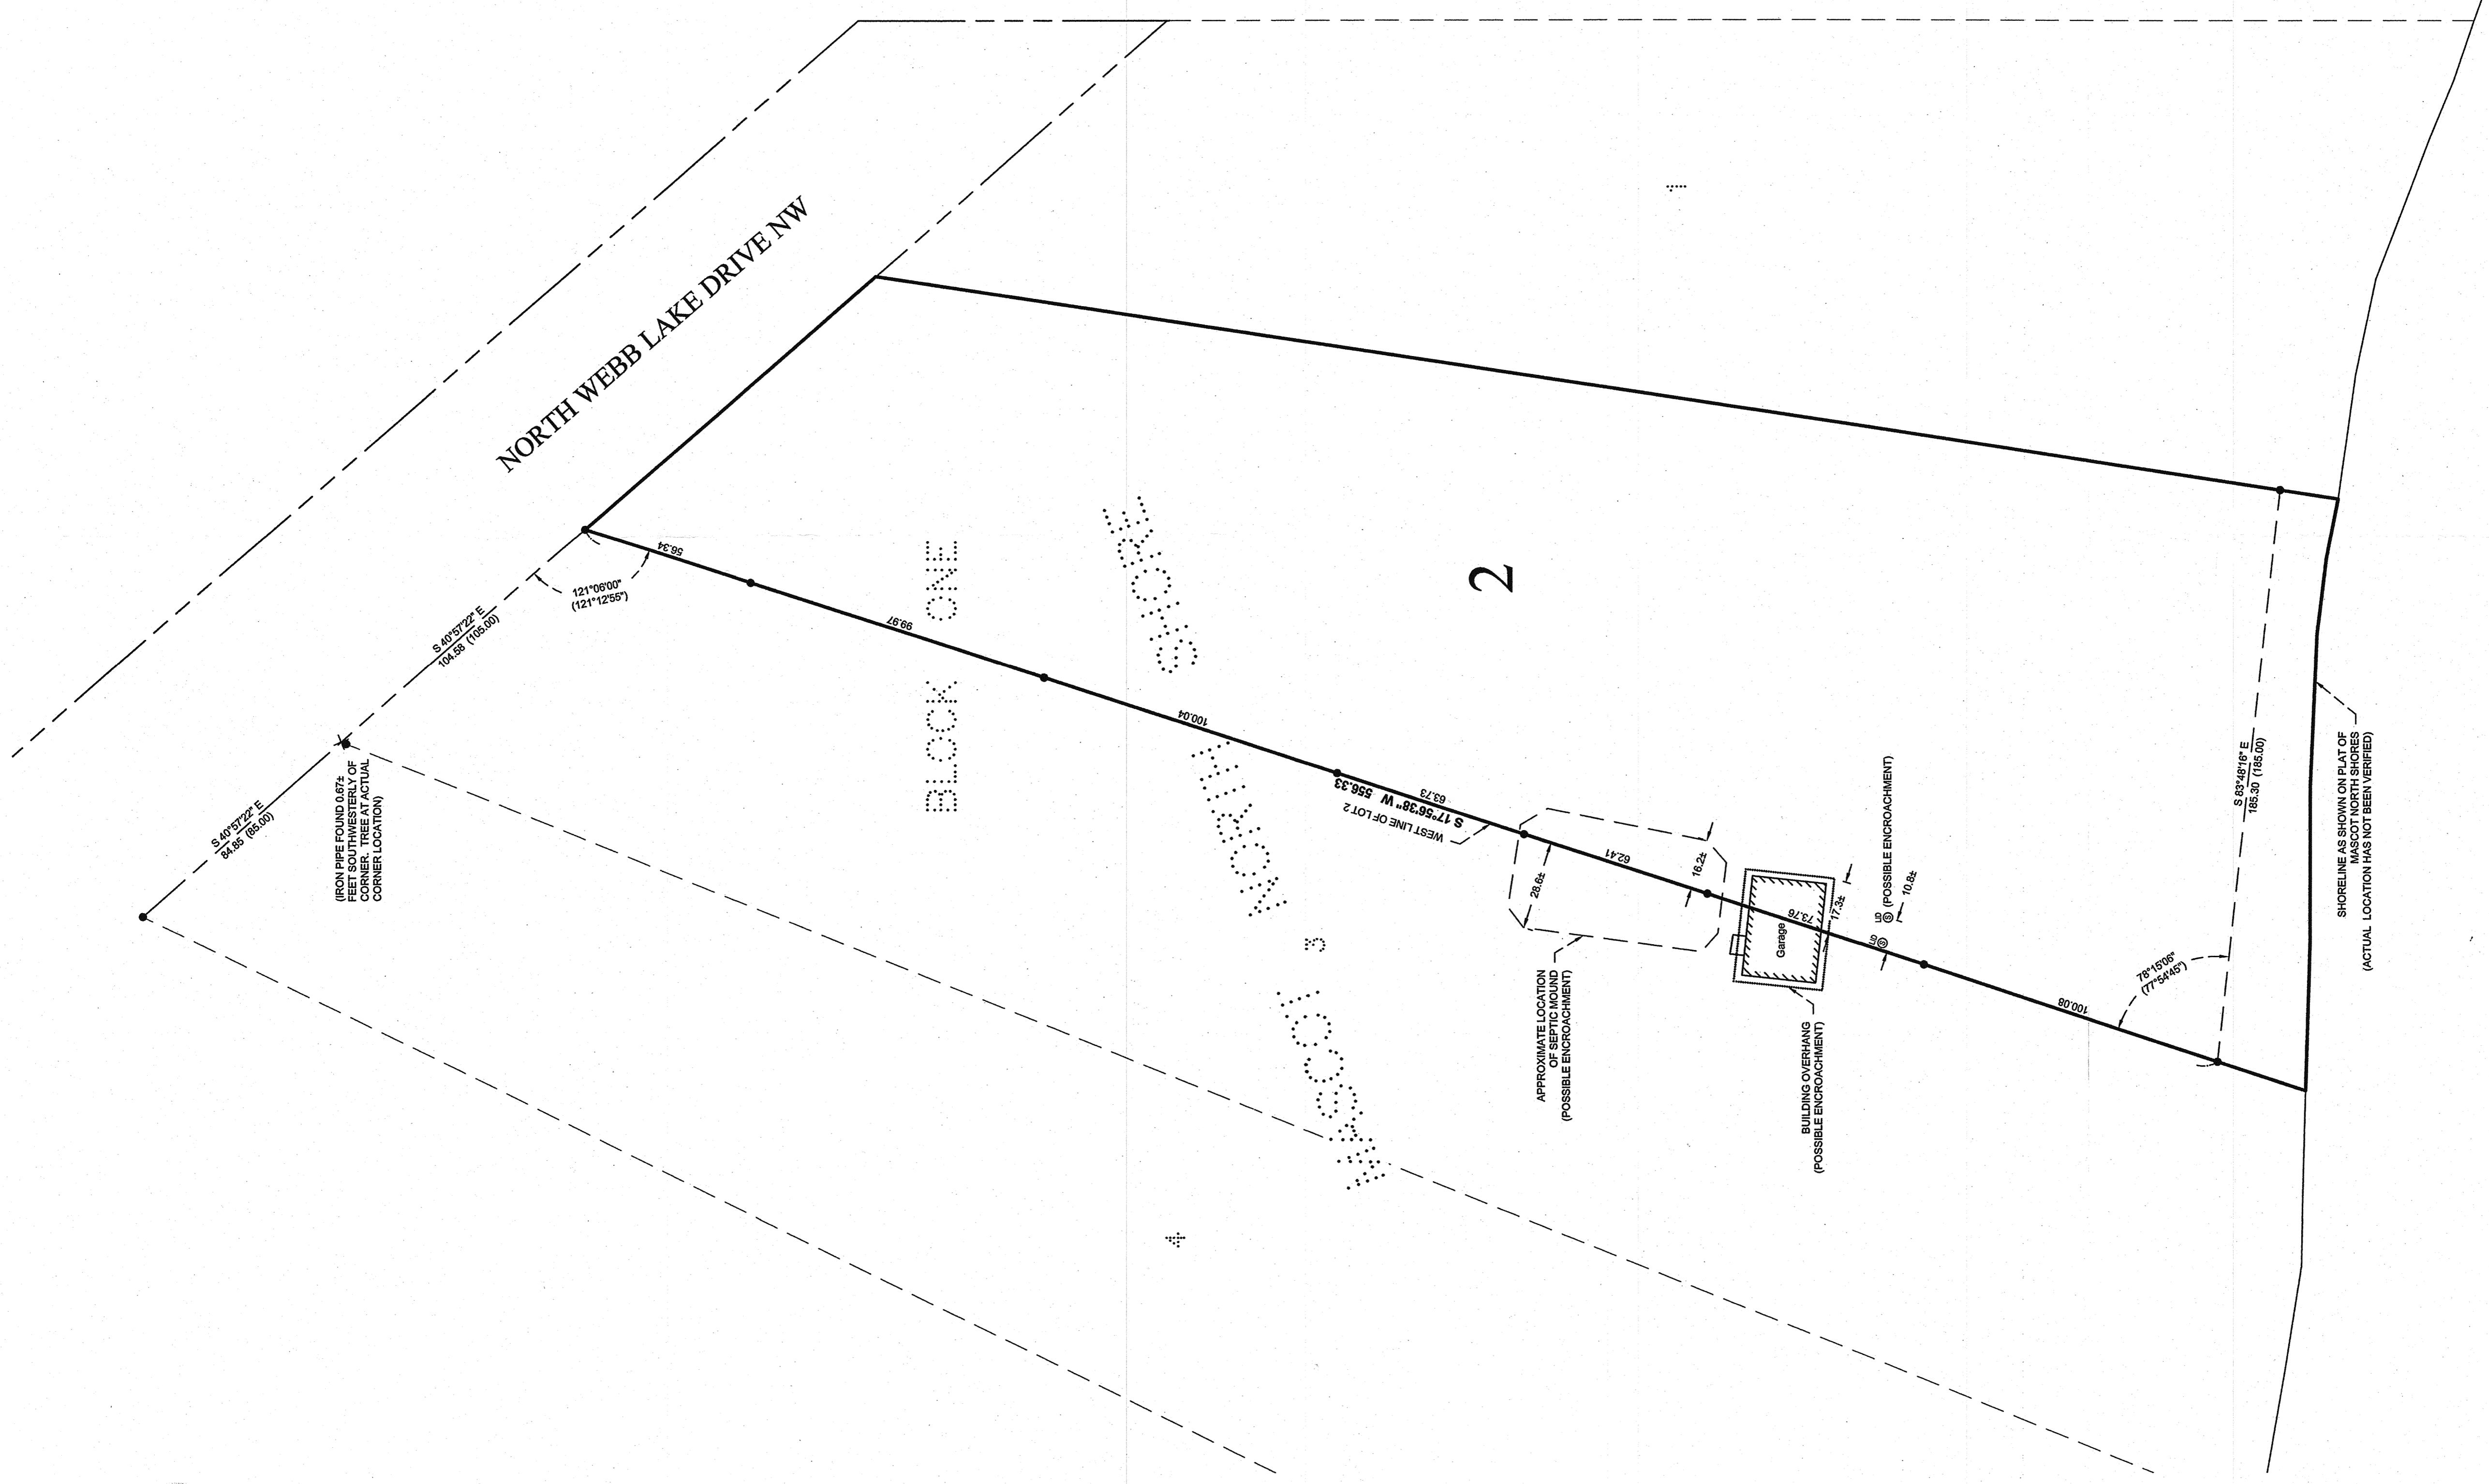 NORTH WEBB LAKE DRIVE NW
1
2
BLOCK ONE
MASCOT NORTH SHORE
3
4
S 40°57'22" E
84.85 (85.00)
S 40°57'22" E
104.58 (105.00)
(IRON PIPE FOUND 0.67±
FEET SOUTHWESTERLY OF
CORNER. TREE AT ACTUAL
CORNER LOCATION)
121°06'00"
(121°12'55")
56.34
99.97
100.04
63.73
S 17°56'38" W 556.33
WEST LINE OF LOT 2
62.41
28.6±
16.2±
APPROXIMATE LOCATION
OF SEPTIC MOUND
(POSSIBLE ENCROACHMENT)
Garage
73.76
17.3±
BUILDING OVERHANG
(POSSIBLE ENCROACHMENT)
LID
S
LID
S (POSSIBLE ENCROACHMENT)
10.8±
100.08
78°15'06"
(77°54'45")
S 83°48'16" E
185.30 (185.00)
SHORELINE AS SHOWN ON PLAT OF
MASCOT NORTH SHORES
(ACTUAL LOCATION HAS NOT BEEN VERIFIED)